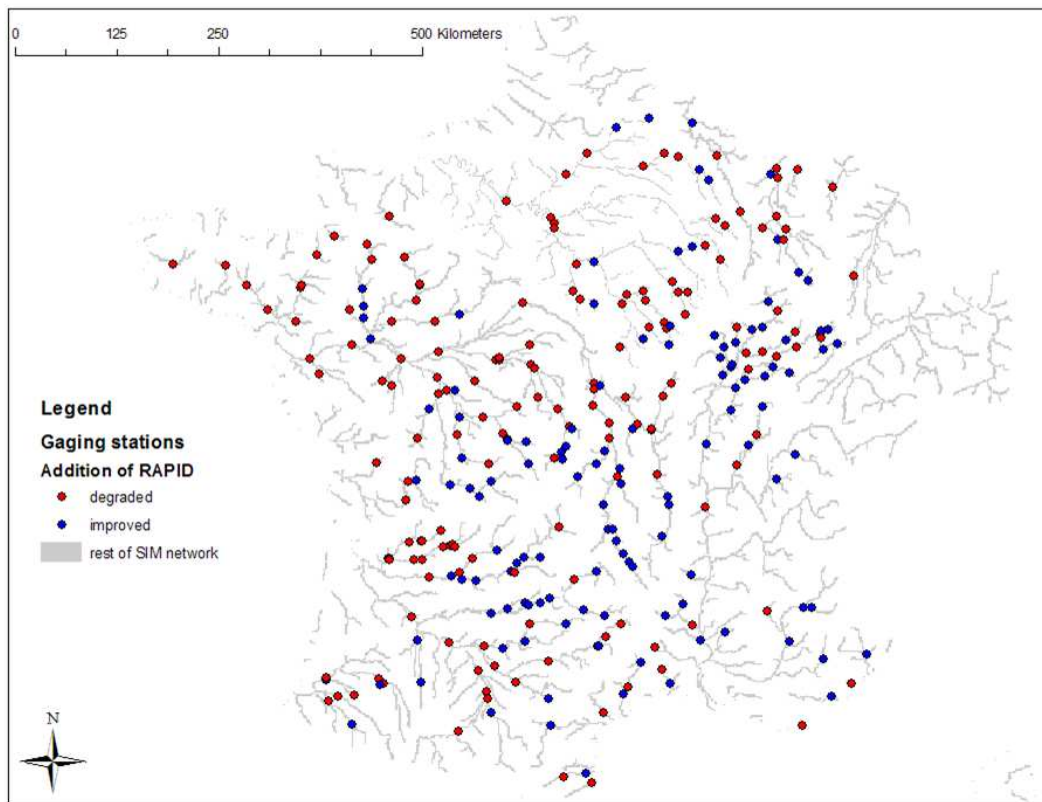 0 125 250 500 Kilometers
Legend
Gaging stations
Addition of RAPID
degraded
improved
rest of SIM network
N